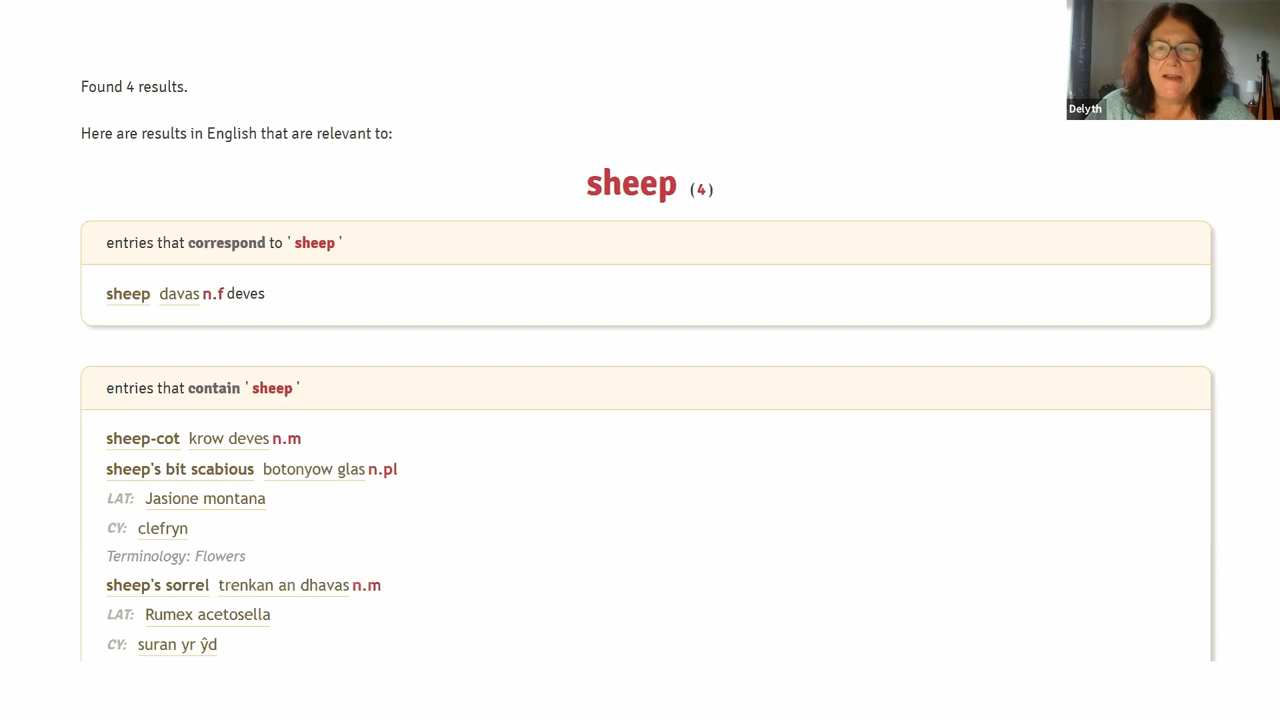 Found 4 results.
Here are results in English that are relevant to:
sheep (4)
entries that correspond to ' sheep '
sheep davas n.f deves
entries that contain ' sheep '
sheep-cot krow deves n.m
sheep's bit scabious botonyow glas n.pl
LAT: Jasione montana
CY: clefryn
Terminology: Flowers
sheep's sorrel trenkan an dhavas n.m
LAT: Rumex acetosella
CY: suran yr ŷd
Delyth